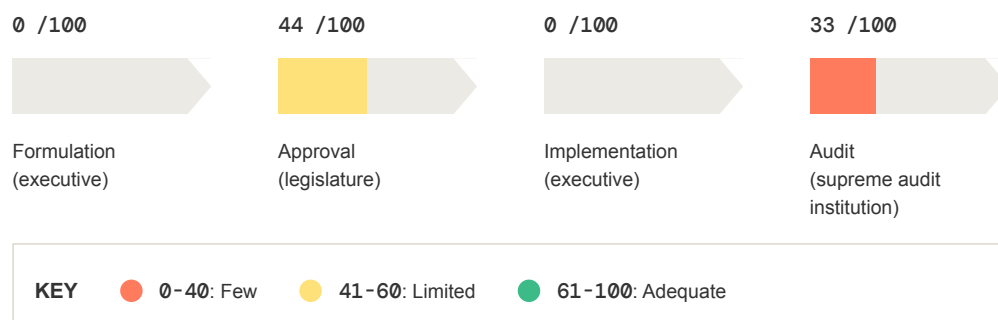 0 /100
44 /100
0 /100
33 /100
Formulation
(executive)
Approval
(legislature)
Implementation
(executive)
Audit
(supreme audit
institution)
KEY
0-40: Few
41-60: Limited
61-100: Adequate